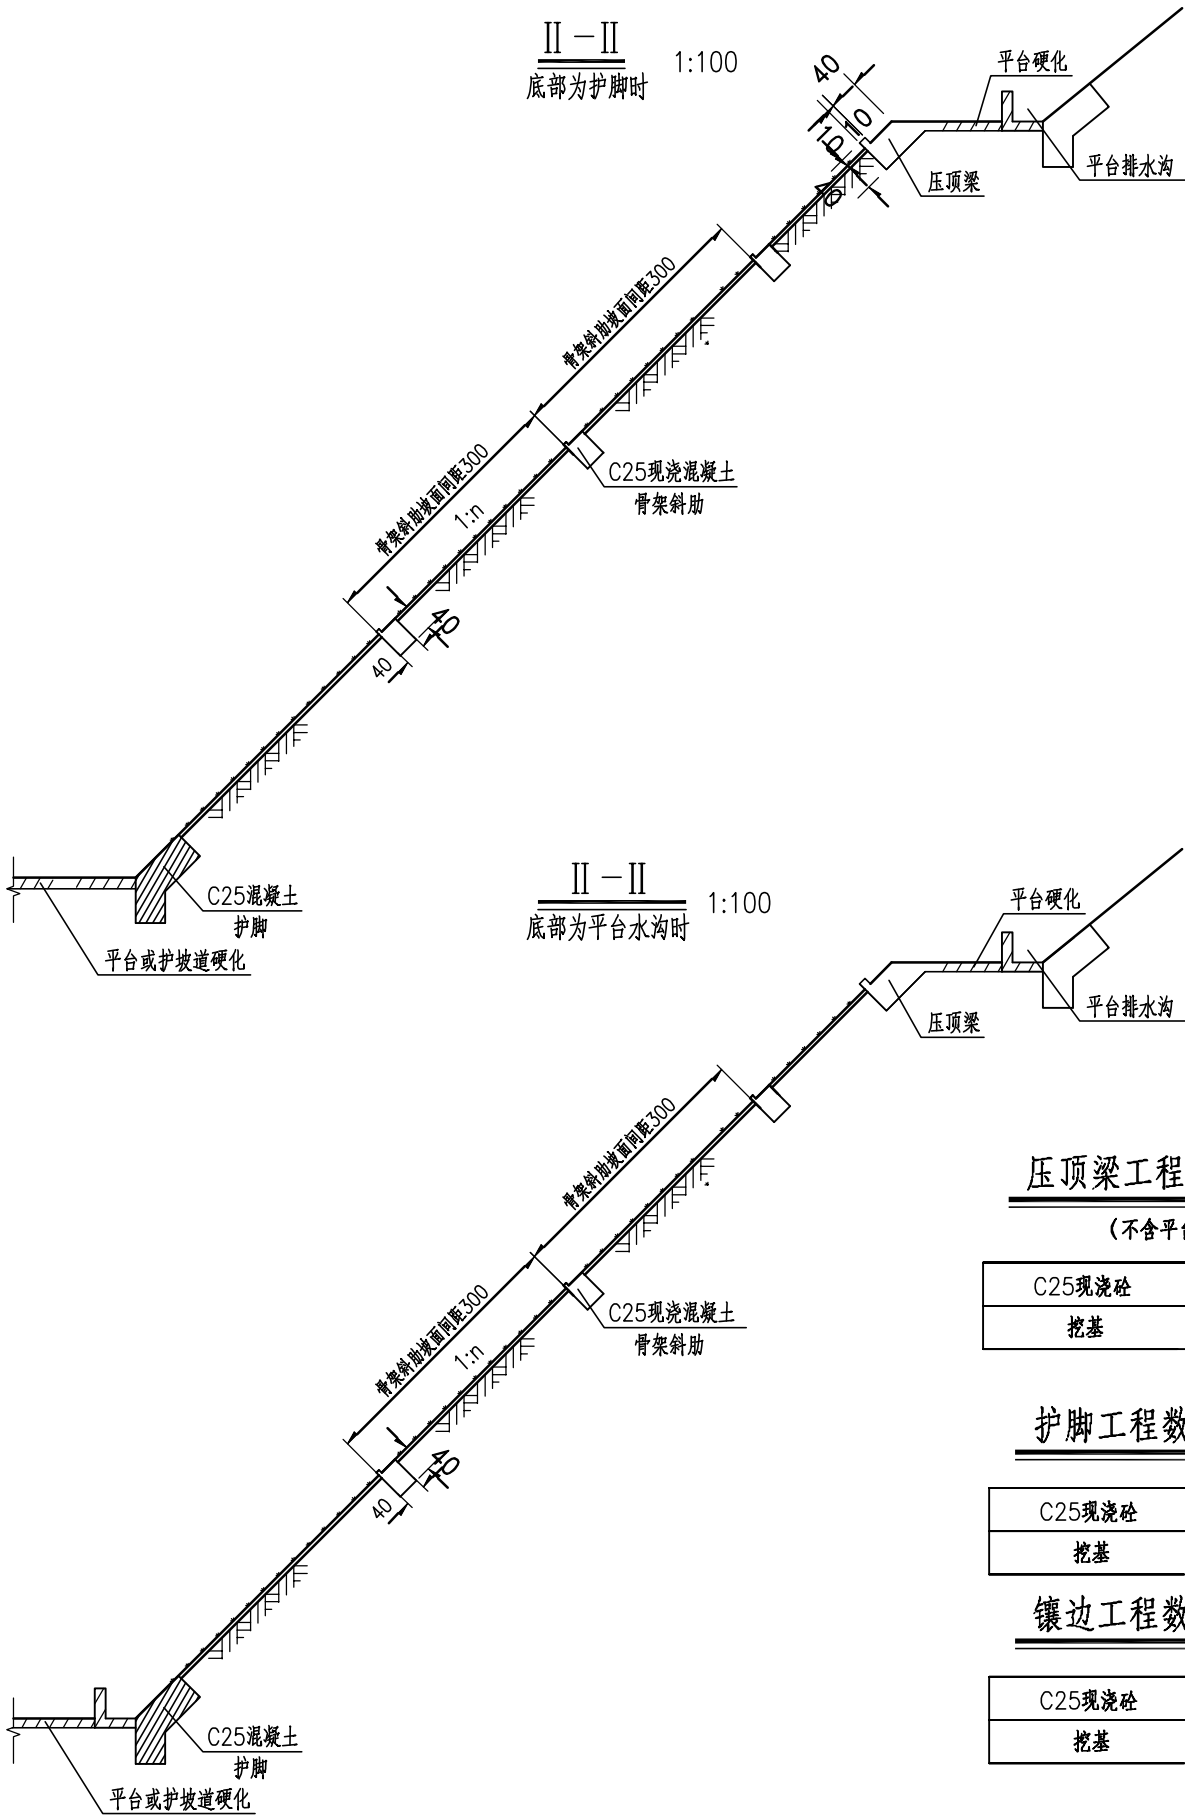 II-II
1:100
底部为护脚时
40
10
10
40
平台硬化
平台排水沟
压顶梁
骨架斜肋坡面间距300
骨架斜肋坡面间距300
1:n
C25现浇混凝土
骨架斜肋
40
10
40
C25混凝土
护脚
平台或护坡道硬化
II-II
1:100
底部为平台水沟时
平台硬化
平台排水沟
压顶梁
骨架斜肋坡面间距300
骨架斜肋坡面间距300
1:n
C25现浇混凝土
骨架斜肋
40
10
40
C25混凝土
护脚
平台或护坡道硬化
压顶梁工程
（不含平台
C25现浇砼
挖基
护脚工程数
C25现浇砼
挖基
镶边工程数
C25现浇砼
挖基